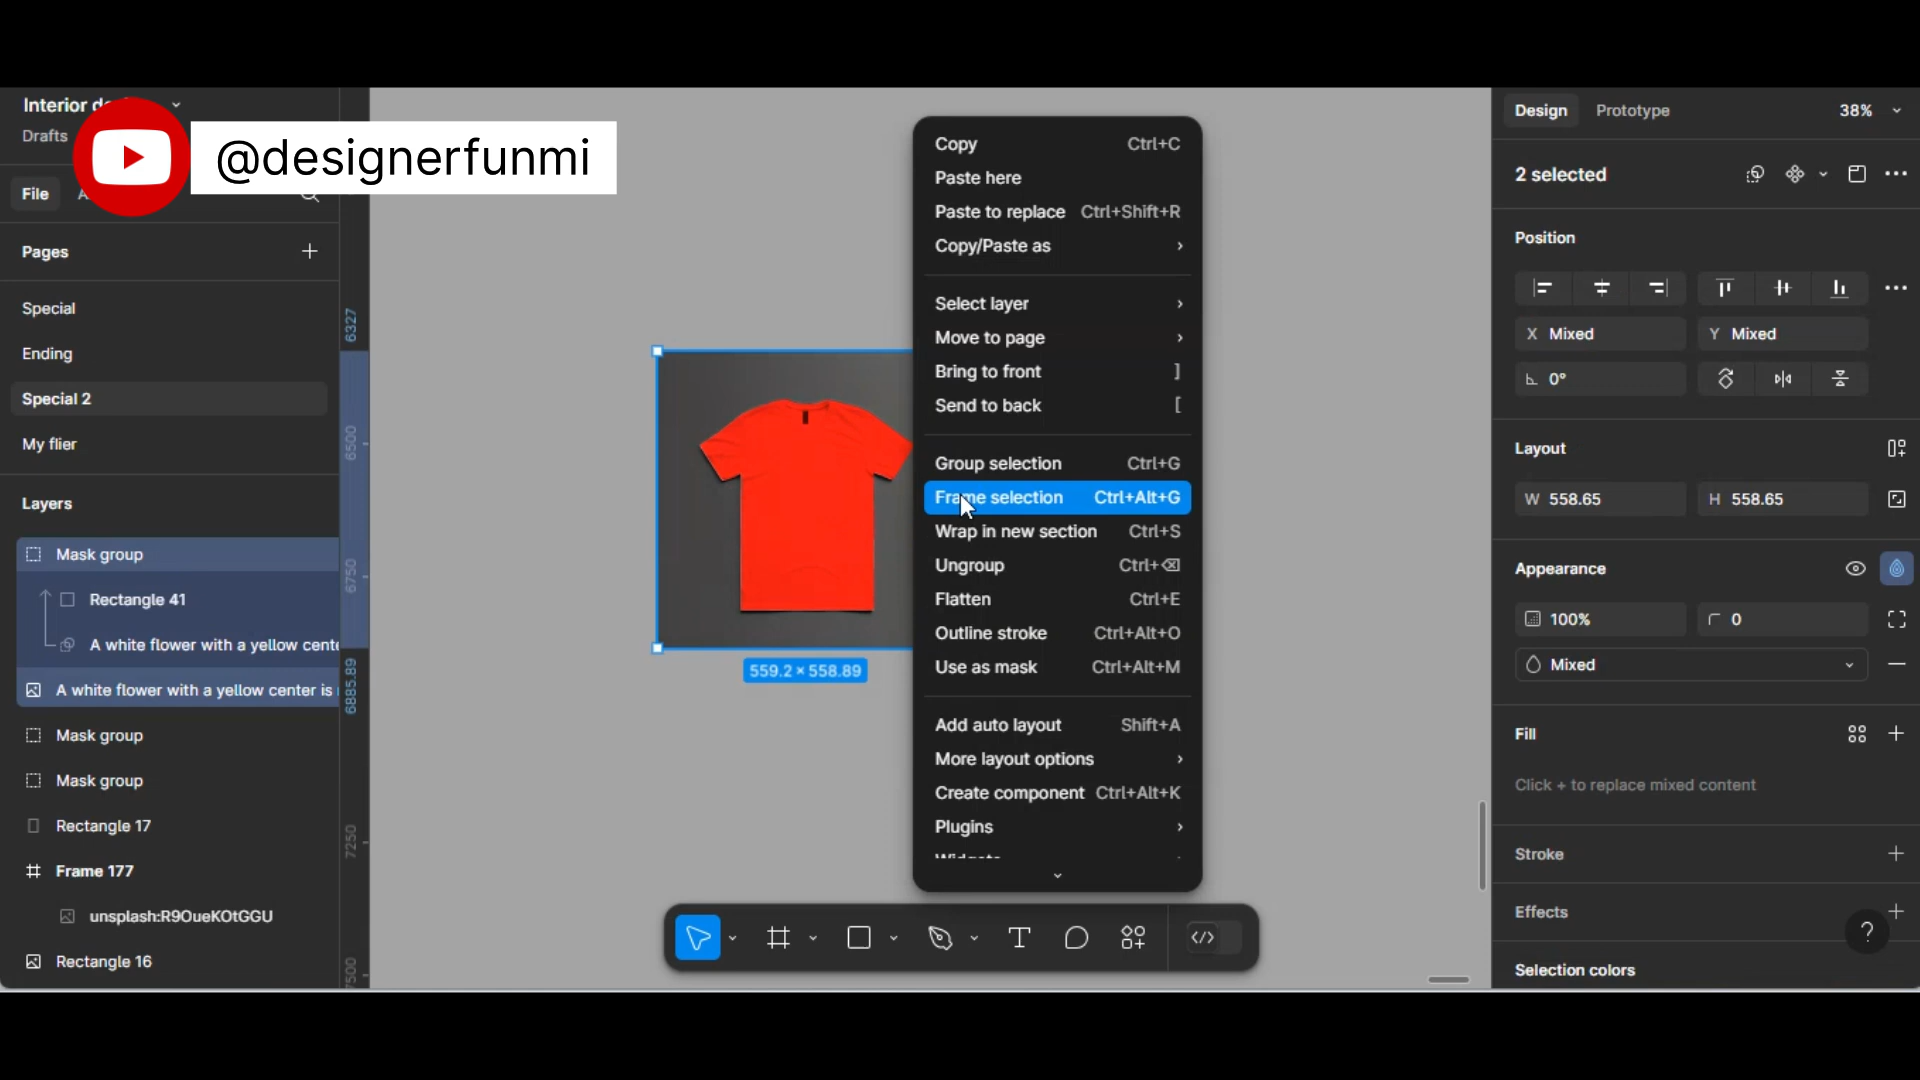 Interior de
Drafts
@designerfunmi
File
Pages
Special
Ending
Special 2
My flier
Layers
Mask group
Rectangle 41
A white flower with a yellow cente
A white flower with a yellow center is
Mask group
Mask group
Rectangle 17
Frame 177
unsplash:R9OueKOtGGU
Rectangle 16
6327
6500
6750
6885.89
7250
7500
559.2 × 558.89
Copy Ctrl+C
Paste here
Paste to replace Ctrl+Shift+R
Copy/Paste as
Select layer
Move to page
Bring to front ]
Send to back [
Group selection Ctrl+G
Frame selection Ctrl+Alt+G
Wrap in new section Ctrl+S
Ungroup Ctrl+⌫
Flatten Ctrl+E
Outline stroke Ctrl+Alt+O
Use as mask Ctrl+Alt+M
Add auto layout Shift+A
More layout options
Create component Ctrl+Alt+K
Plugins
Widgets
Design Prototype 38%
2 selected
Position
X Mixed Y Mixed
0°
Layout
W 558.65 H 558.65
Appearance
100% 0
Mixed
Fill
Click + to replace mixed content
Stroke
Effects
?
Selection colors